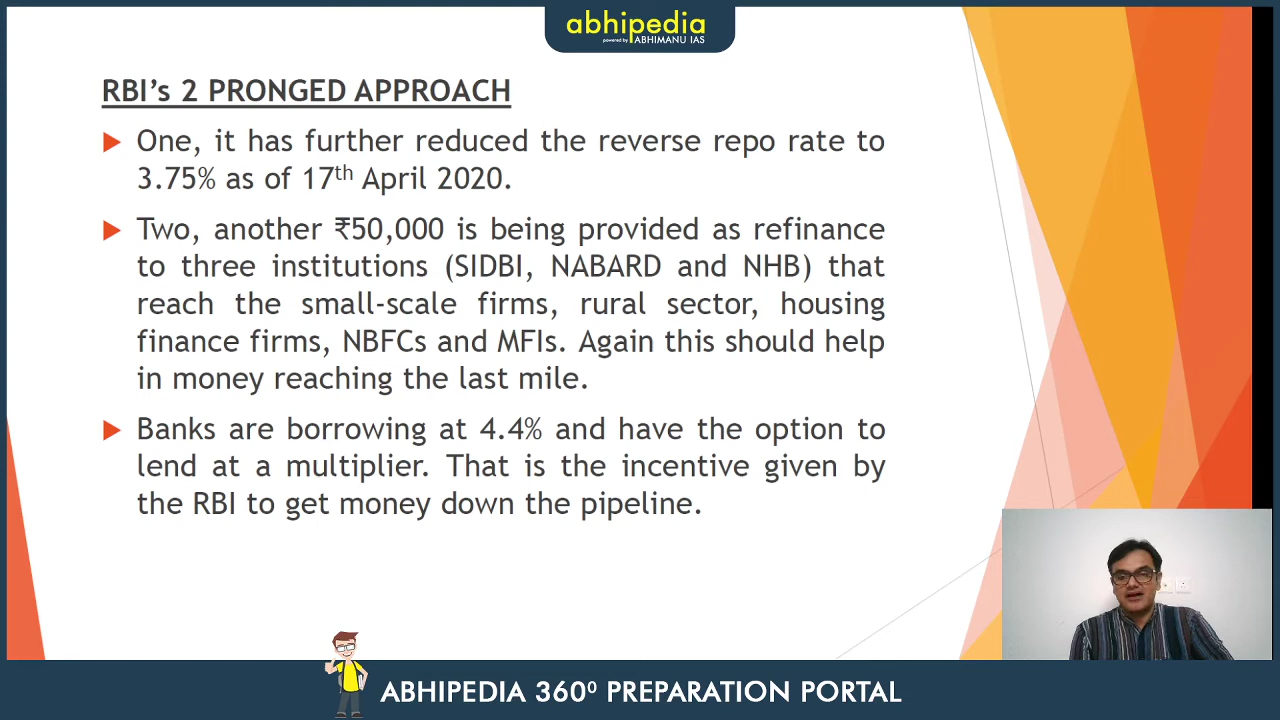 abhipedia
powered by ABHIMANU IAS
RBI's 2 PRONGED APPROACH
One, it has further reduced the reverse repo rate to
3.75% as of 17th April 2020.
Two, another ₹50,000 is being provided as refinance
to three institutions (SIDBI, NABARD and NHB) that
reach the small-scale firms, rural sector, housing
finance firms, NBFCs and MFIs. Again this should help
in money reaching the last mile.
Banks are borrowing at 4.4% and have the option to
lend at a multiplier. That is the incentive given by
the RBI to get money down the pipeline.
ABHIPEDIA 360⁰ PREPARATION PORTAL